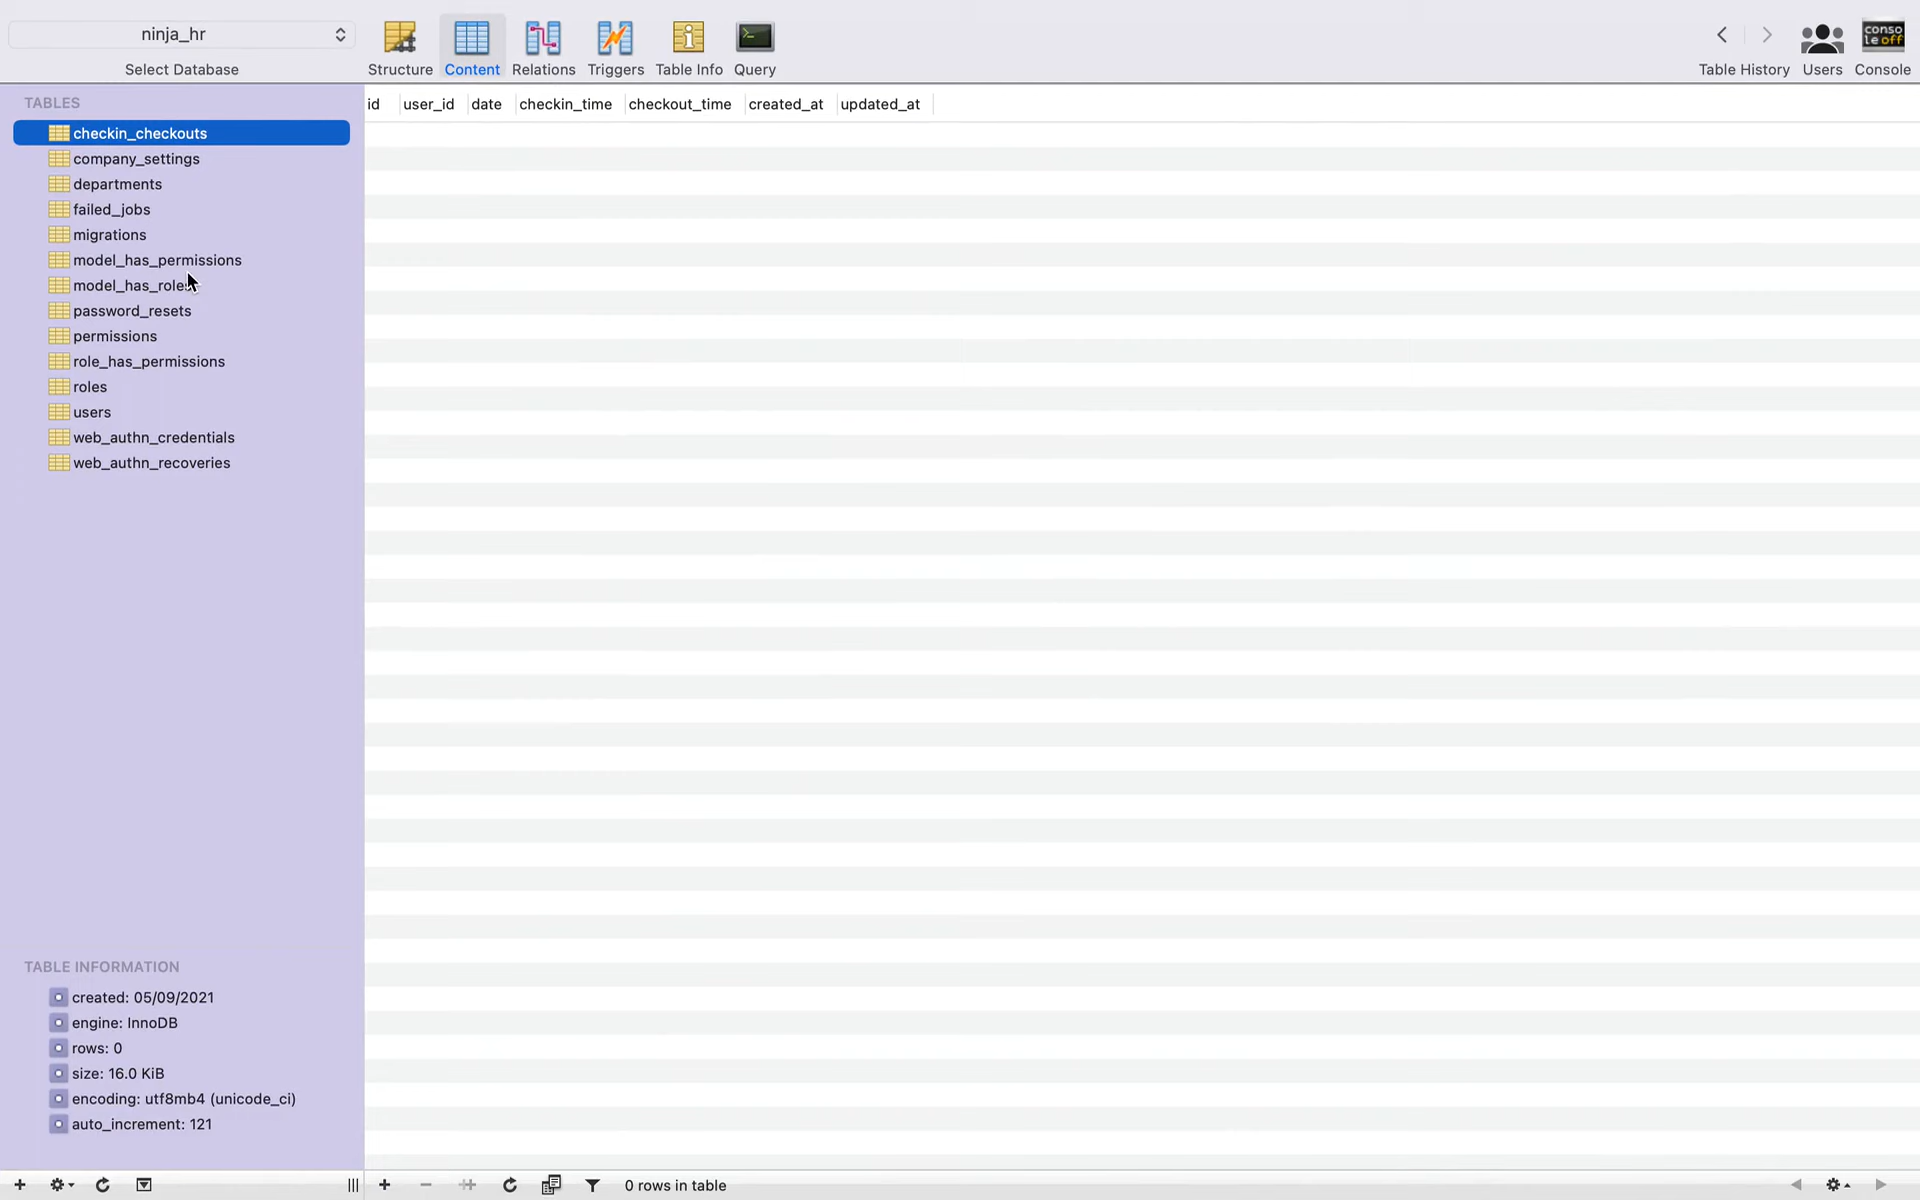 ninja_hr
Select Database
Structure
Content
Relations
Triggers
Table Info
Query
Table History
Users
conso
le off
Console
TABLES
checkin_checkouts
company_settings
departments
failed_jobs
migrations
model_has_permissions
model_has_roles
password_resets
permissions
role_has_permissions
roles
users
web_authn_credentials
web_authn_recoveries
id user_id date checkin_time checkout_time created_at updated_at
TABLE INFORMATION
created: 05/09/2021
engine: InnoDB
rows: 0
size: 16.0 KiB
encoding: utf8mb4 (unicode_ci)
auto_increment: 121
0 rows in table